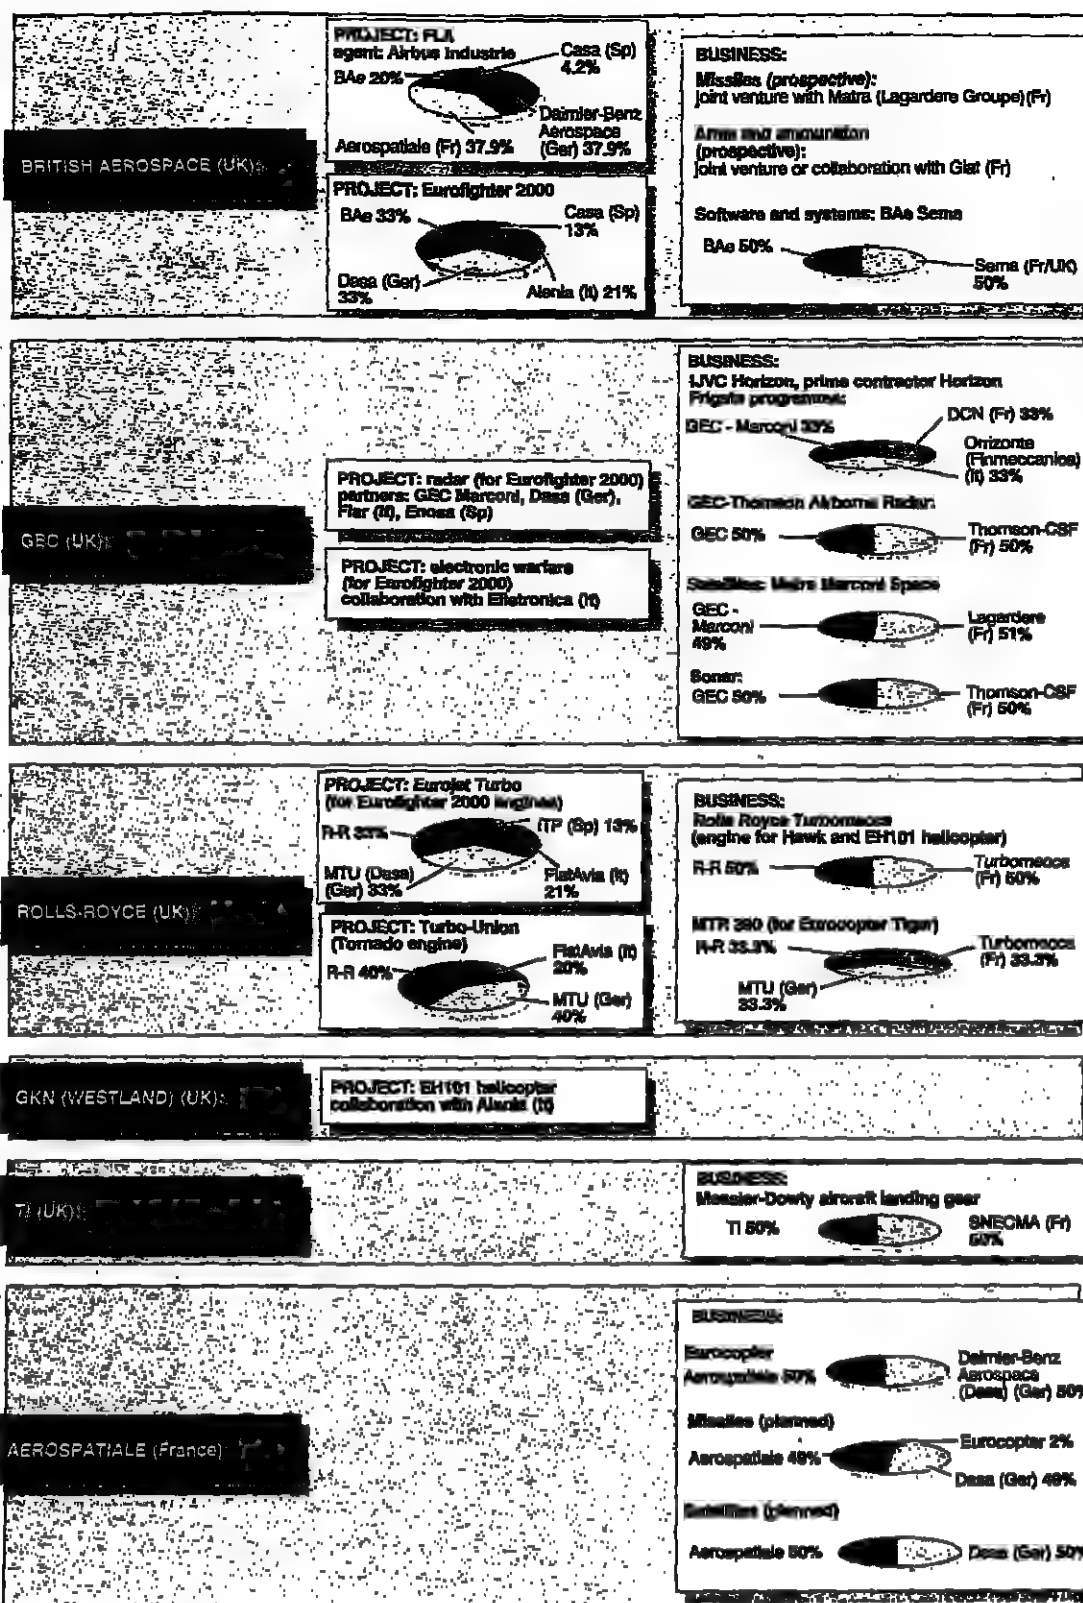 BRITISH AEROSPACE (UK):
PROJECT: FLA
agent: Airbus Industrie
BAe 20%
Casa (Sp)
4.2%
Daimler-Benz
Aerospace
(Ger) 37.9%
Aerospatiale (Fr) 37.9%
PROJECT: Eurofighter 2000
BAe 33%
Casa (Sp)
13%
Dasa (Ger)
33%
Alenia (It) 21%
BUSINESS:
Missiles (prospective):
joint venture with Matra (Lagardere Groupe)(Fr)
Arms and ammunition
(prospective):
joint venture or collaboration with Giat (Fr)
Software and systems: BAe Sema
BAe 50%
Sema (Fr/UK)
50%
GEC (UK):
PROJECT: radar (for Eurofighter 2000)
partners: GEC Marconi, Dasa (Ger),
Fiar (It), Enosa (Sp)
PROJECT: electronic warfare
(for Eurofighter 2000)
collaboration with Elletronica (It)
BUSINESS:
IJVC Horizon, prime contractor Horizon
Frigate programme:
GEC - Marconi 33%
DCN (Fr) 33%
Orrizonte
(Finmeccanica)
(It) 33%
GEC-Thomson Airborne Radar:
GEC 50%
Thomson-CSF
(Fr) 50%
Satellites: Matra Marconi Space
GEC -
Marconi
49%
Lagardere
(Fr) 51%
Sonar:
GEC 50%
Thomson-CSF
(Fr) 50%
ROLLS-ROYCE (UK):
PROJECT: Eurojet Turbo
(for Eurofighter 2000 engines)
R-R 33%
ITP (Sp) 13%
MTU (Dasa)
(Ger) 33%
FiatAvia (It)
21%
PROJECT: Turbo-Union
(Tornado engine)
R-R 40%
FiatAvia (It)
20%
MTU (Ger)
40%
BUSINESS:
Rolls Royce Turbomeca
(engine for Hawk and EH101 helicopter)
R-R 50%
Turbomeca
(Fr) 50%
MTR 390 (for Eurocopter Tiger)
R-R 33.3%
Turbomeca
(Fr) 33.3%
MTU (Ger)
33.3%
GKN (WESTLAND) (UK):
PROJECT: EH101 helicopter
collaboration with Alenia (It)
TI (UK):
BUSINESS:
Messier-Dowty aircraft landing gear
TI 50%
SNECMA (Fr)
50%
AEROSPATIALE (France)
BUSINESS:
Eurocopter
Aerospatiale 50%
Daimler-Benz
Aerospace
(Dasa) (Ger) 50%
Missiles (planned)
Aerospatiale 49%
Eurocopter 2%
Dasa (Ger) 49%
Satellites (planned)
Aerospatiale 50%
Dasa (Ger) 50%